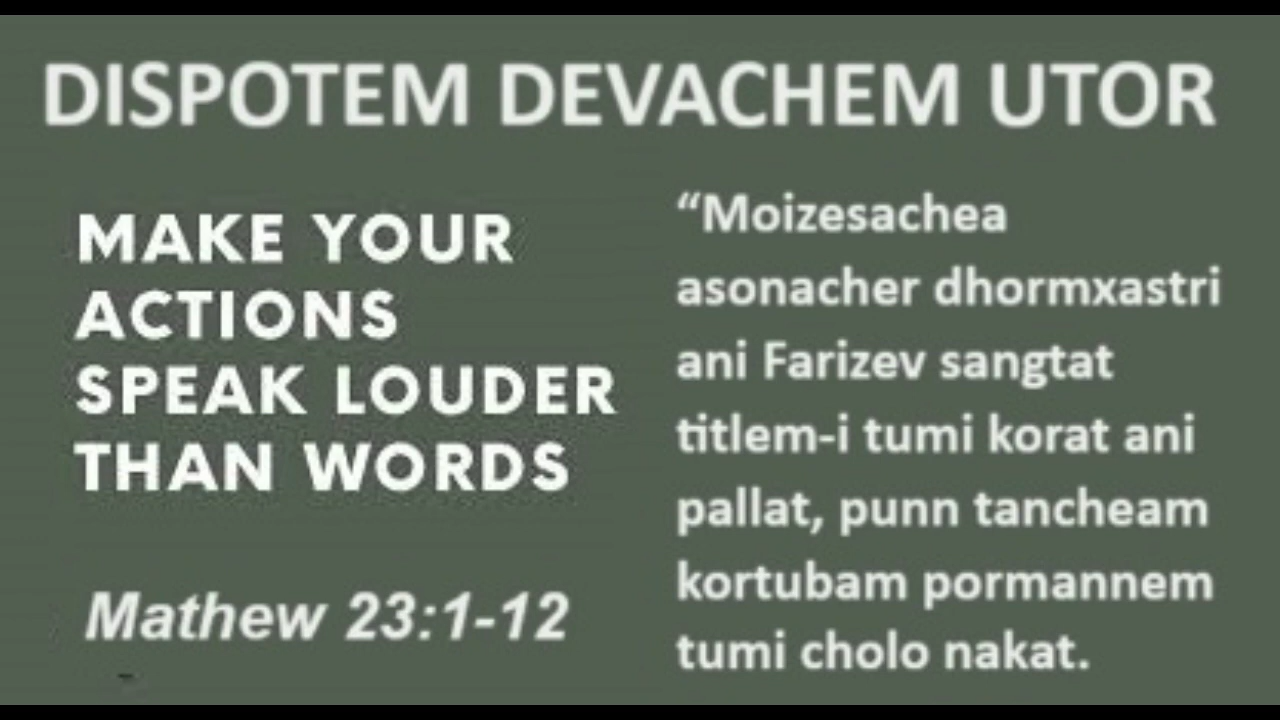 DISPOTEM DEVACHEM UTOR
MAKE YOUR
ACTIONS
SPEAK LOUDER
THAN WORDS
Mathew 23:1-12
“Moizesachea
asonacher dhormxastri
ani Farizev sangtat
titlem-i tumi korat ani
pallat, punn tancheam
kortubam pormannem
tumi cholo nakat.